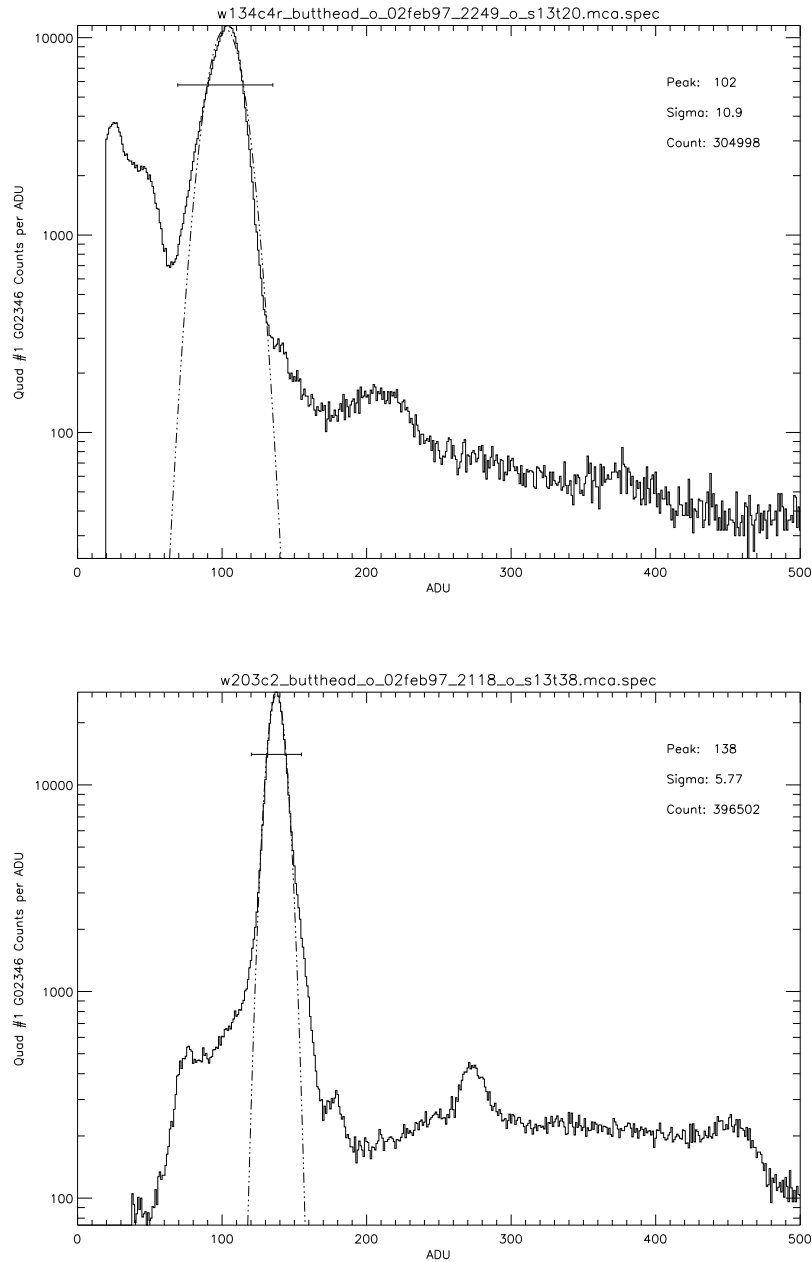 w134c4r_butthead_o_02feb97_2249_o_s13t20.mca.spec
10000
Peak: 102
Sigma: 10.9
Count: 304998
Quad #1 G02346 Counts per ADU
1000
100
0 100 200 300 400 500
ADU
w203c2_butthead_o_02feb97_2118_o_s13t38.mca.spec
Peak: 138
10000
Sigma: 5.77
Count: 396502
Quad #1 G02346 Counts per ADU
1000
100
0 100 200 300 400 500
ADU